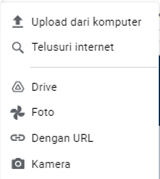 Upload dari komputer
Telusuri internet
Drive
Foto
Dengan URL
Kamera